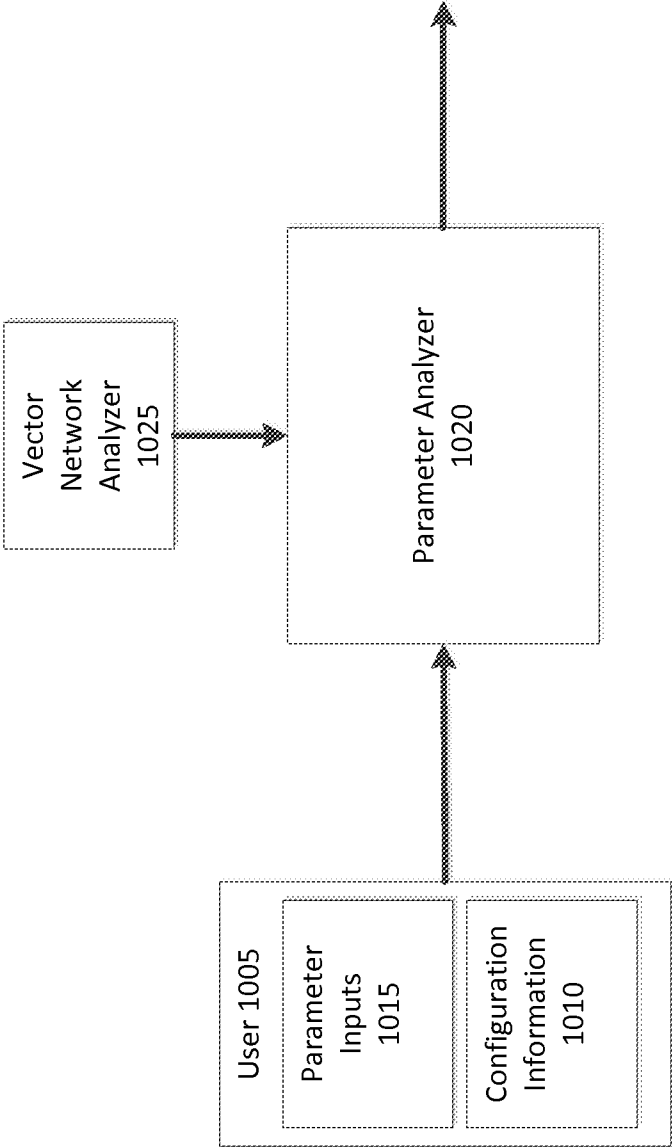 User 1005
Parameter
Inputs
1015
Configuration
Information
1010
Vector
Network
Analyzer
1025
Parameter Analyzer
1020